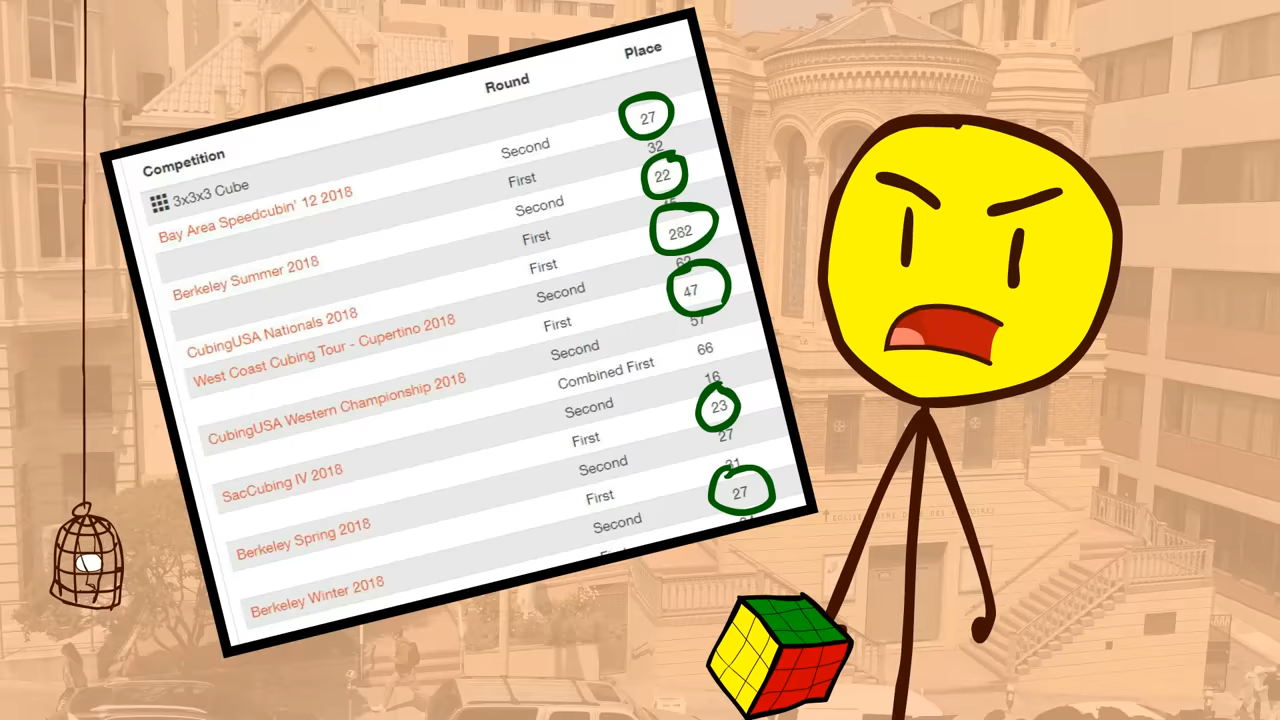 Competition Round Place
3x3x3 Cube
Bay Area Speedcubin' 12 2018 Second 27
First 32
Berkeley Summer 2018 Second 22
First
CubingUSA Nationals 2018 First 282
West Coast Cubing Tour - Cupertino 2018 Second 62
First 47
CubingUSA Western Championship 2018 Second 57
Combined First 66
SacCubing IV 2018 Second 16
First 23
Berkeley Spring 2018 Second 27
First 31
Berkeley Winter 2018 Second 27